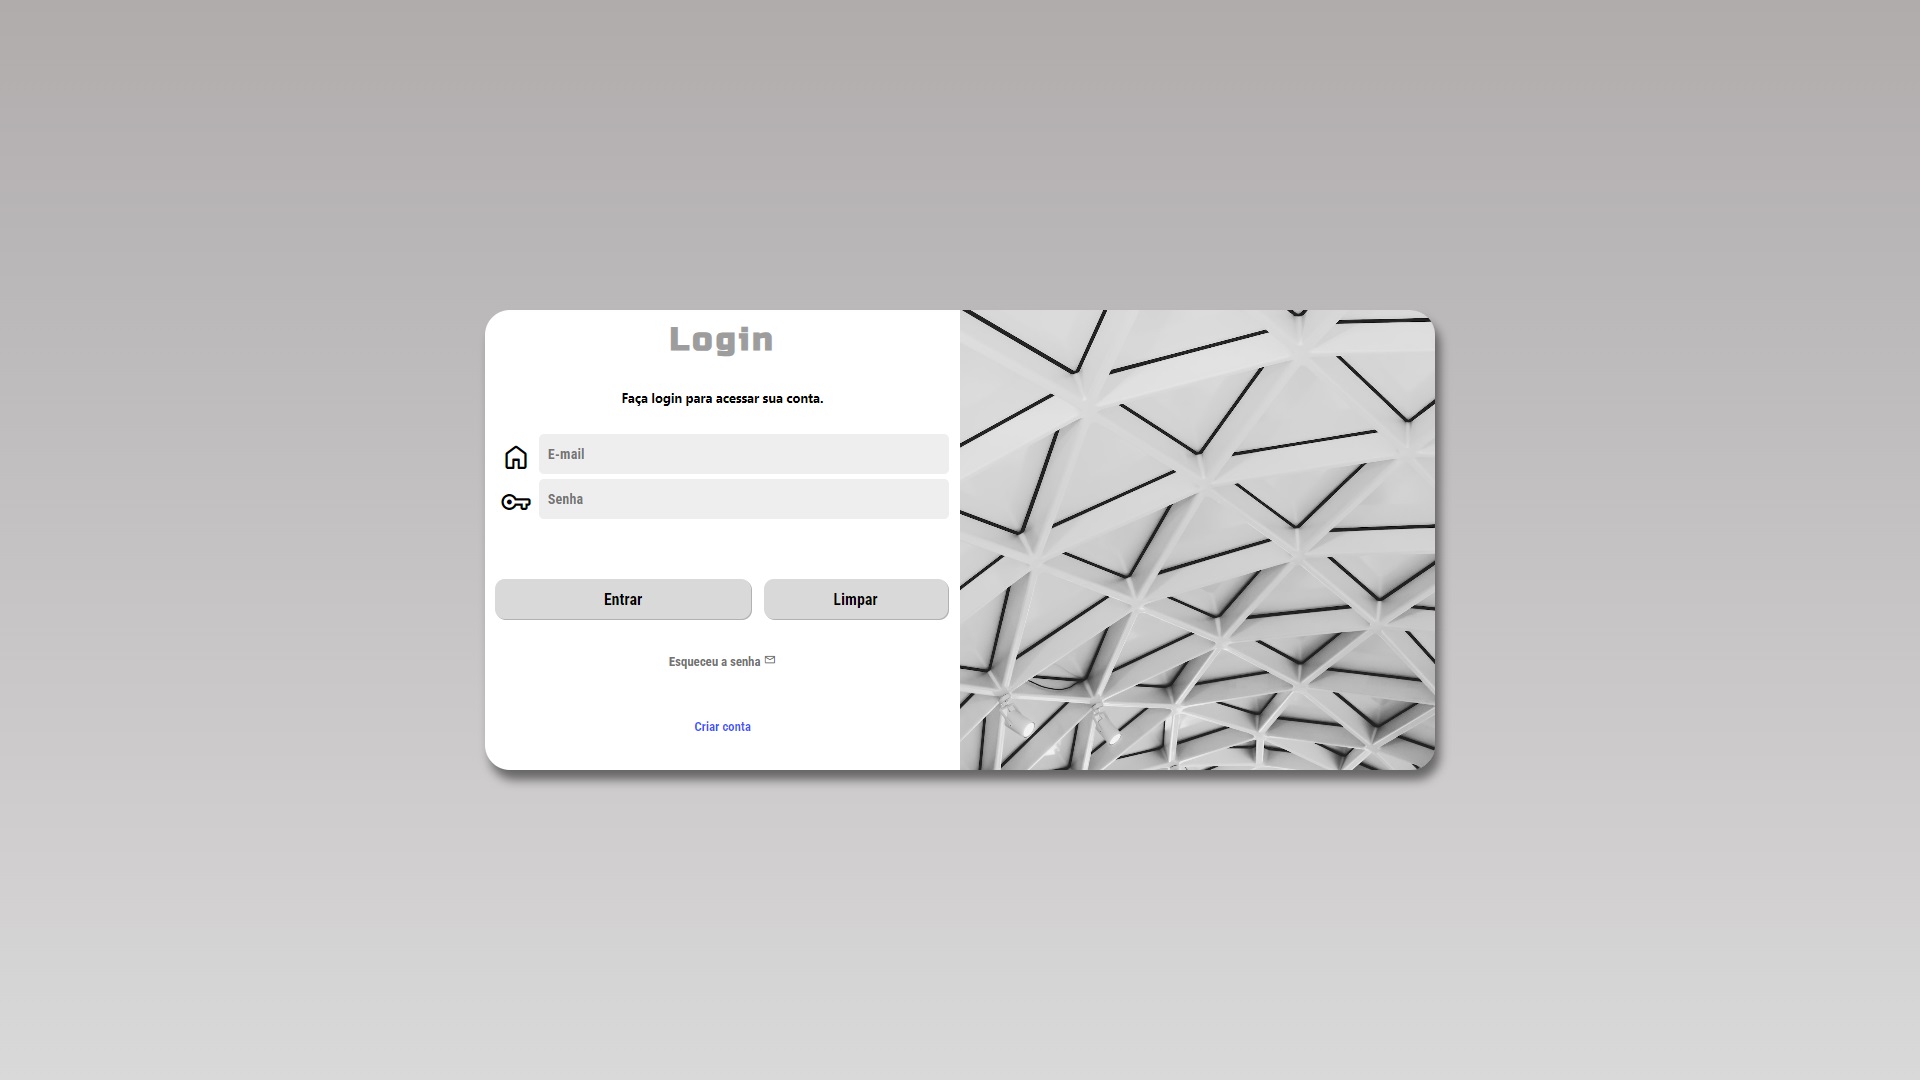 Login
Faça login para acessar sua conta.
E-mail
Senha
Entrar
Limpar
Esqueceu a senha
Criar conta